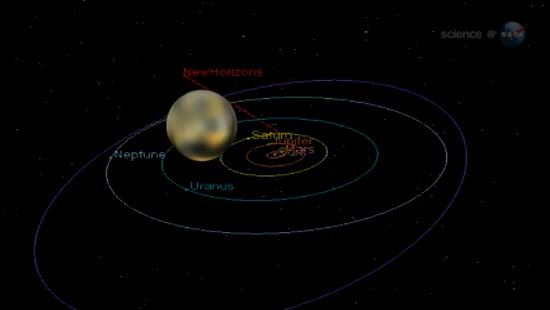 science @ NASA
NewHorizons
Saturn
Jupiter
Mars
Neptune
Uranus